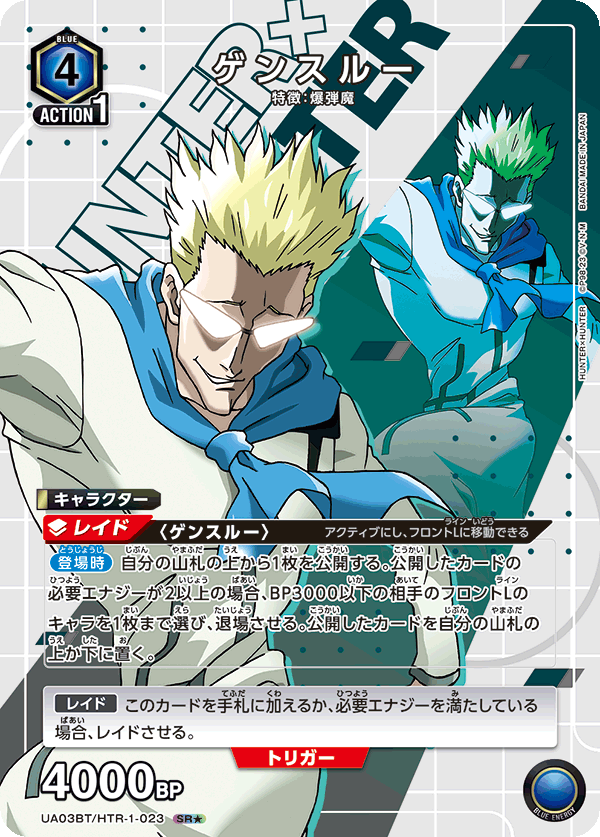 BLUE
4
ACTION 1
HUNTER×HUNTER
ゲンスルー
特徴:爆弾魔
HUNTER×HUNTER ©P98-23 ©V・N・M BANDAI MADE IN JAPAN
キャラクター
レイド 〈ゲンスルー〉 アクティブにし、フロントLに移動できる
登場時 自分の山札の上から1枚を公開する。公開したカードの
必要エナジーが2以上の場合、BP3000以下の相手のフロントLの
キャラを1枚まで選び、退場させる。公開したカードを自分の山札の
上か下に置く。
レイド このカードを手札に加えるか、必要エナジーを満たしている
場合、レイドさせる。
トリガー
4000BP
UA03BT/HTR-1-023 SR★
BLUE ENERGY